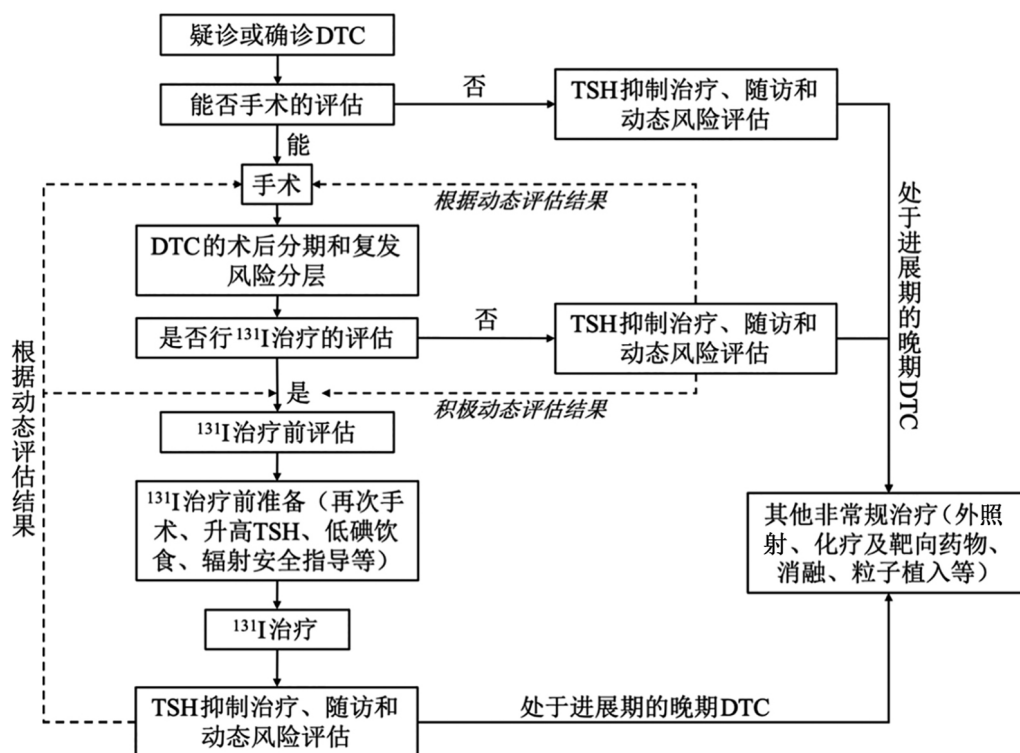 疑诊或确诊DTC
能否手术的评估
否
TSH抑制治疗、随访和
动态风险评估
能
手术
根据动态评估结果
处于进展期的晚期DTC
DTC的术后分期和复发
风险分层
是否行¹³¹I治疗的评估
否
TSH抑制治疗、随访和
动态风险评估
根据动态评估结果
是
积极动态评估结果
¹³¹I治疗前评估
¹³¹I治疗前准备（再次手
术、升高TSH、低碘饮
食、辐射安全指导等）
其他非常规治疗（外照
射、化疗及靶向药物、
消融、粒子植入等）
¹³¹I治疗
TSH抑制治疗、随访和
动态风险评估
处于进展期的晚期DTC